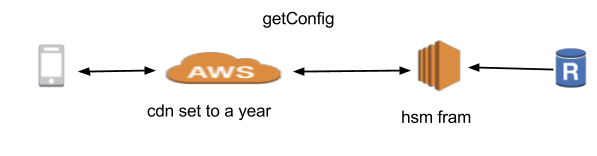 getConfig
AWS
R
cdn set to a year
hsm fram